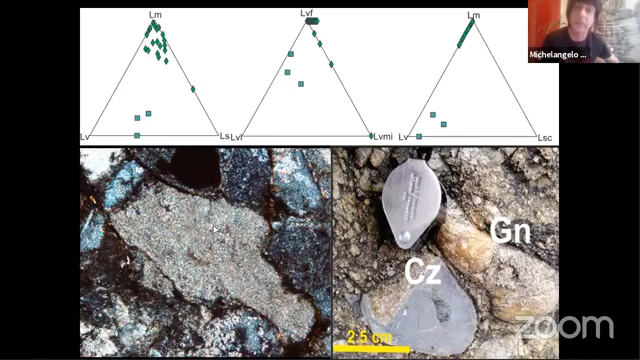 Lm
Lvf
Lm
Lv
Ls
Lvl
Lvmi
Lv
Lsc
Michelangelo ...
Gn
Cz
2.5 cm
zoom